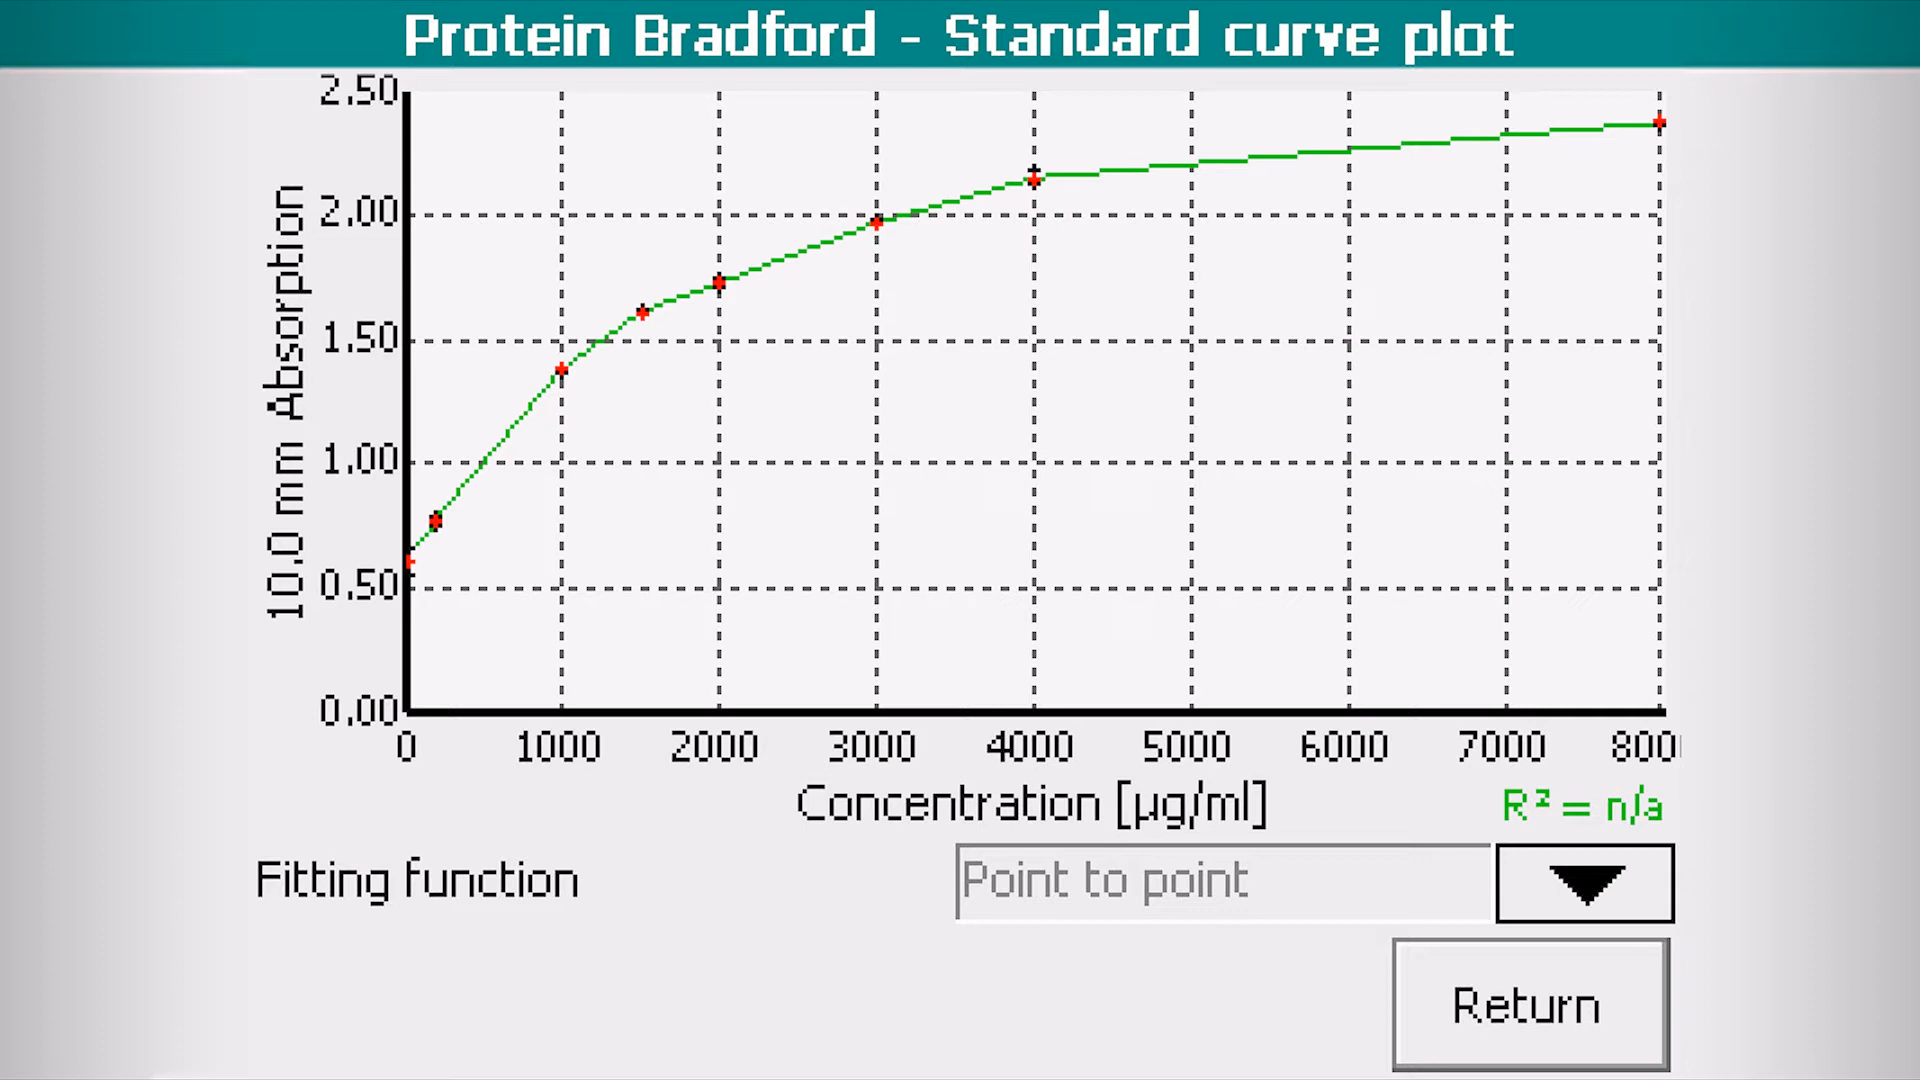 Protein Bradford - Standard curve plot
2.50
2.00
1.50
1.00
0.50
0.00
10.0 mm Absorption
0 1000 2000 3000 4000 5000 6000 7000 800
Concentration [µg/ml]
R² = n/a
Fitting function
Point to point
Return